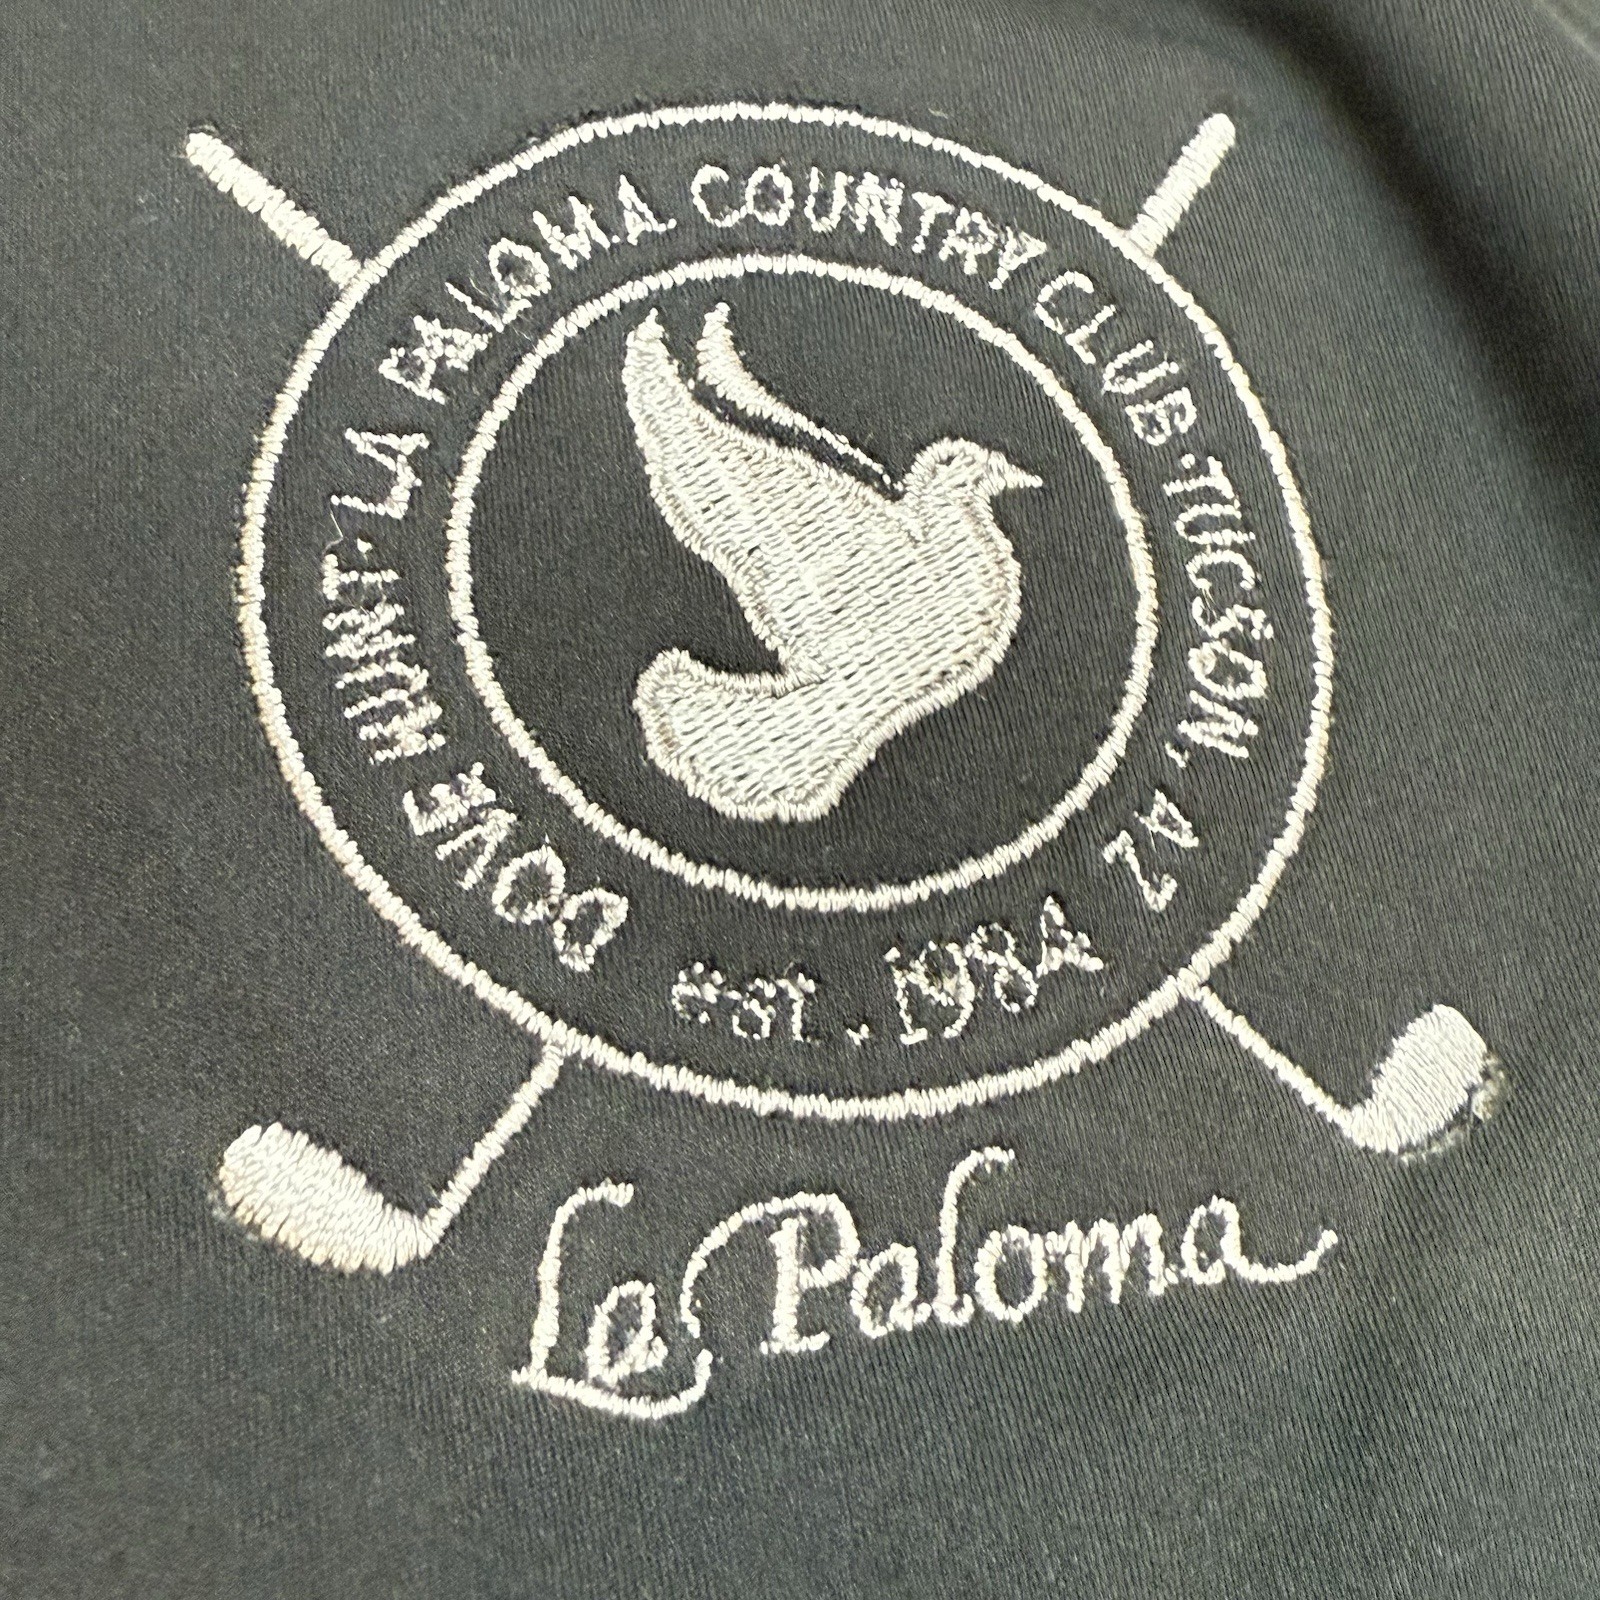 DOVE HUNT · LA PALOMA COUNTRY CLUB · TUCSON, AZ
EST. 1984
La Paloma